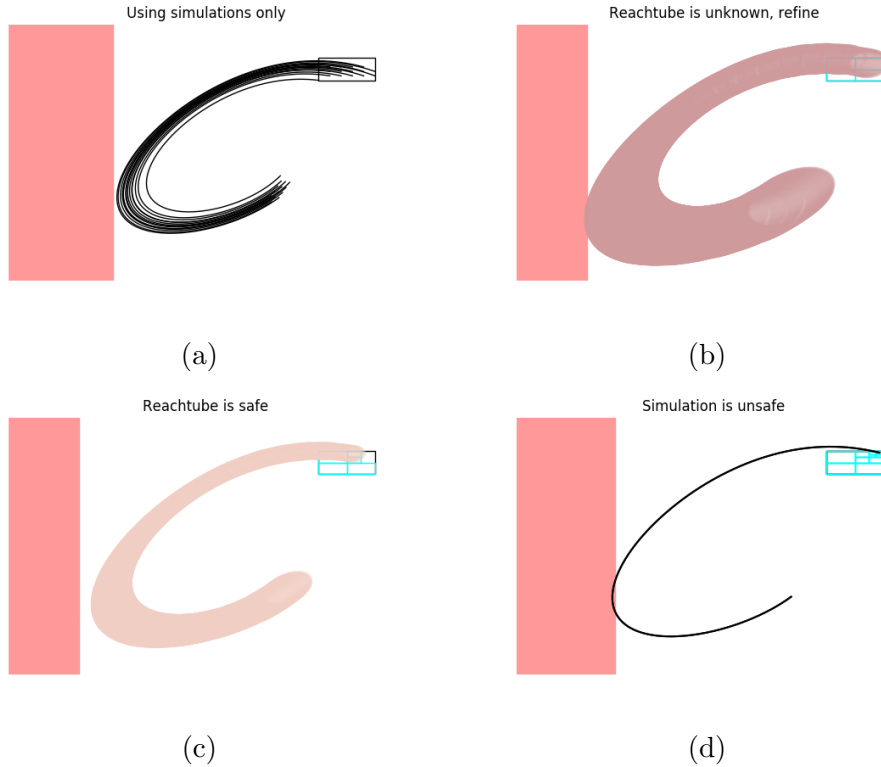 Using simulations only
Reachtube is unknown, refine
(a)
(b)
Reachtube is safe
Simulation is unsafe
(c)
(d)